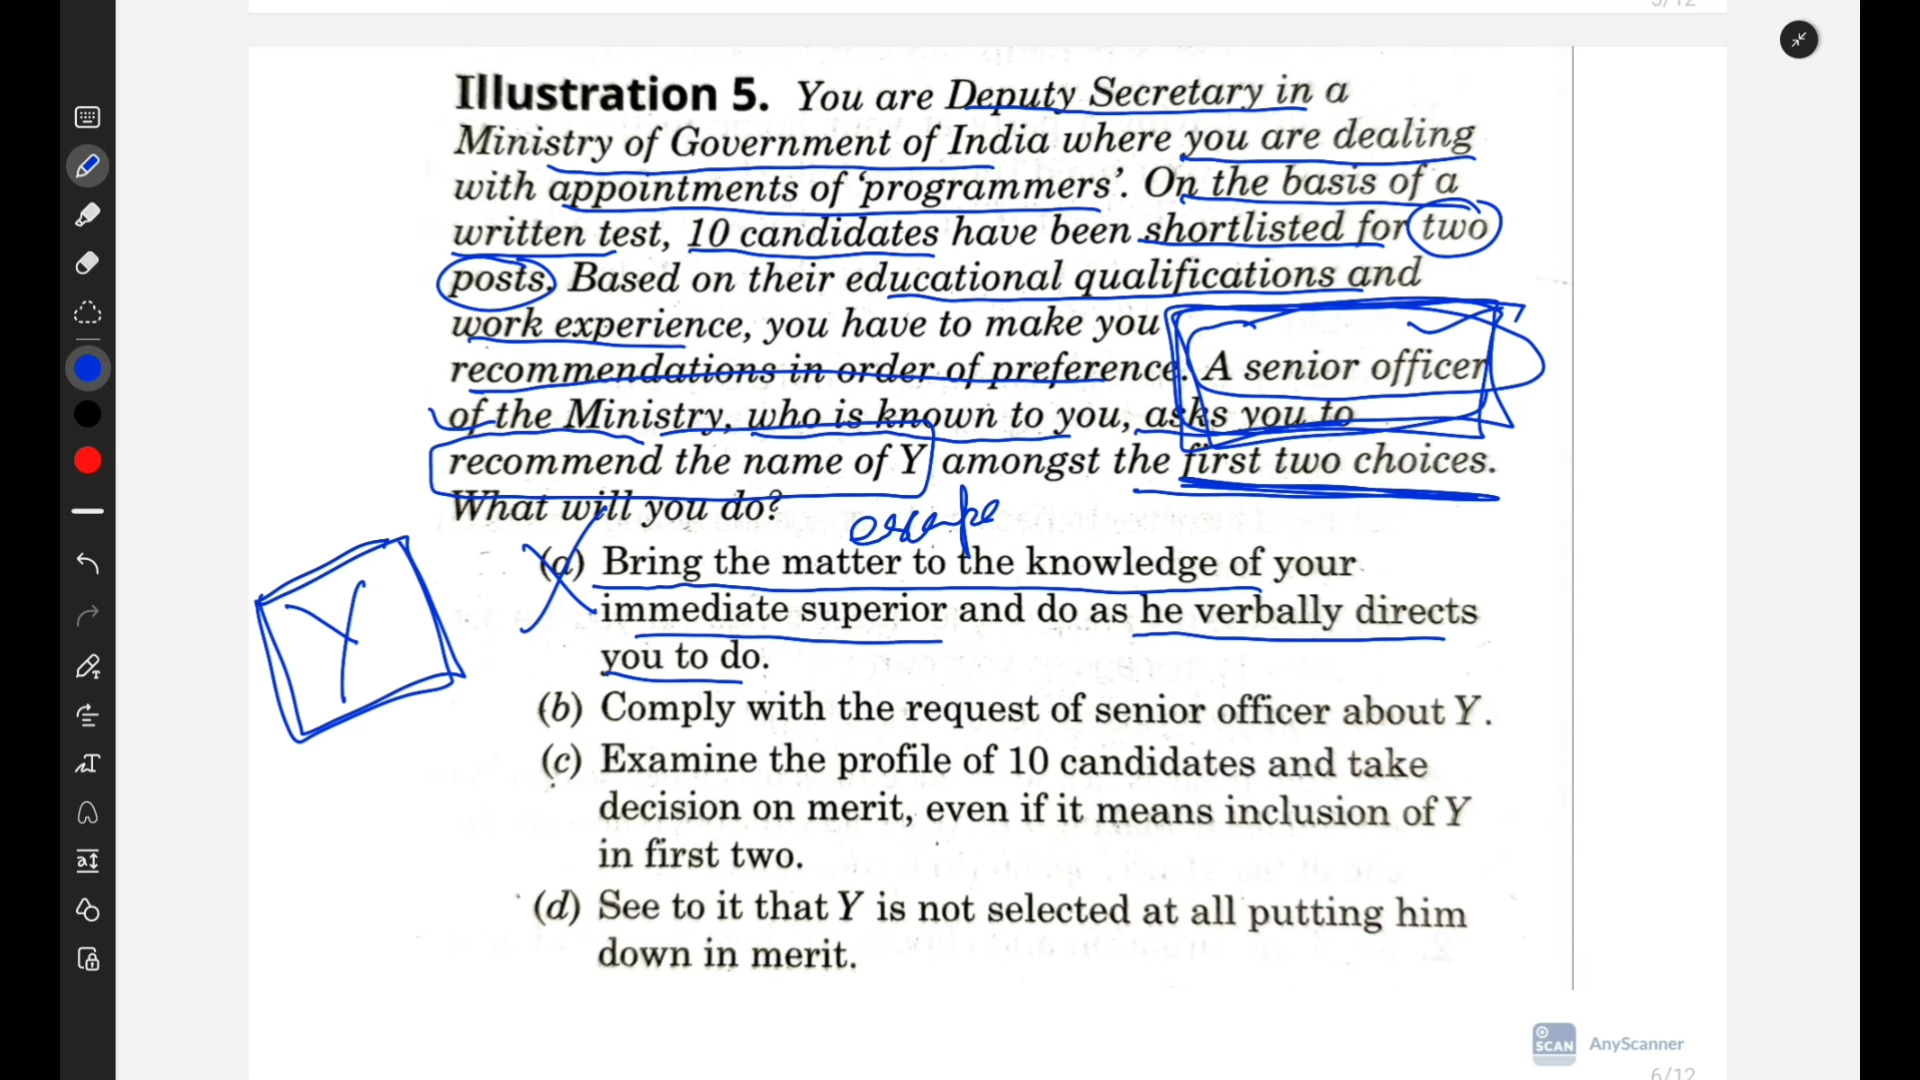 5/12
Illustration 5. You are Deputy Secretary in a
Ministry of Government of India where you are dealing
with appointments of ‘programmers’. On the basis of a
written test, 10 candidates have been shortlisted for two
posts. Based on their educational qualifications and
work experience, you have to make you
recommendations in order of preference. A senior officer
of the Ministry, who is known to you, asks you to
recommend the name of Y amongst the first two choices.
What will you do?
escape
(a) Bring the matter to the knowledge of your
immediate superior and do as he verbally directs
you to do.
Y
(b) Comply with the request of senior officer about Y.
(c) Examine the profile of 10 candidates and take
decision on merit, even if it means inclusion of Y
in first two.
(d) See to it that Y is not selected at all putting him
down in merit.
SCAN AnyScanner
6/12